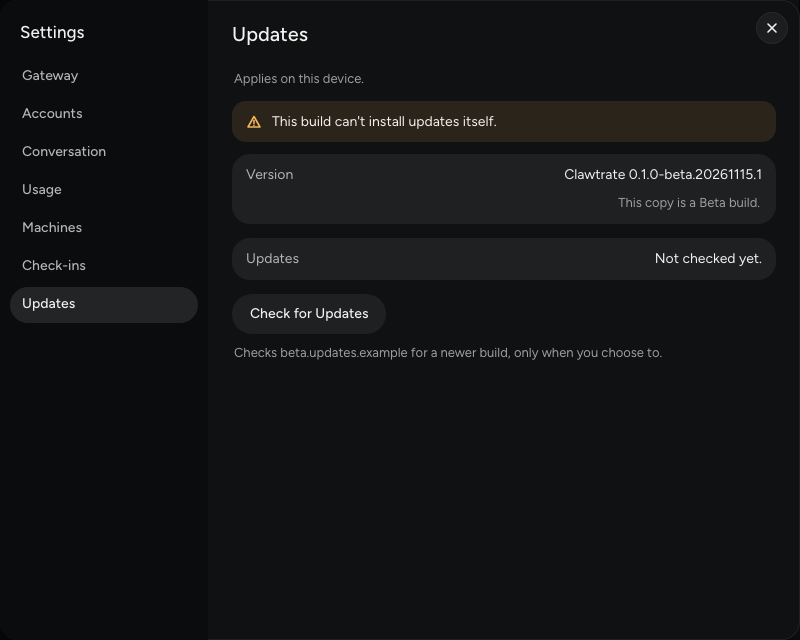 Settings
Gateway
Accounts
Conversation
Usage
Machines
Check-ins
Updates
Updates
Applies on this device.
This build can't install updates itself.
Version
Clawtrate 0.1.0-beta.20261115.1
This copy is a Beta build.
Updates
Not checked yet.
Check for Updates
Checks beta.updates.example for a newer build, only when you choose to.